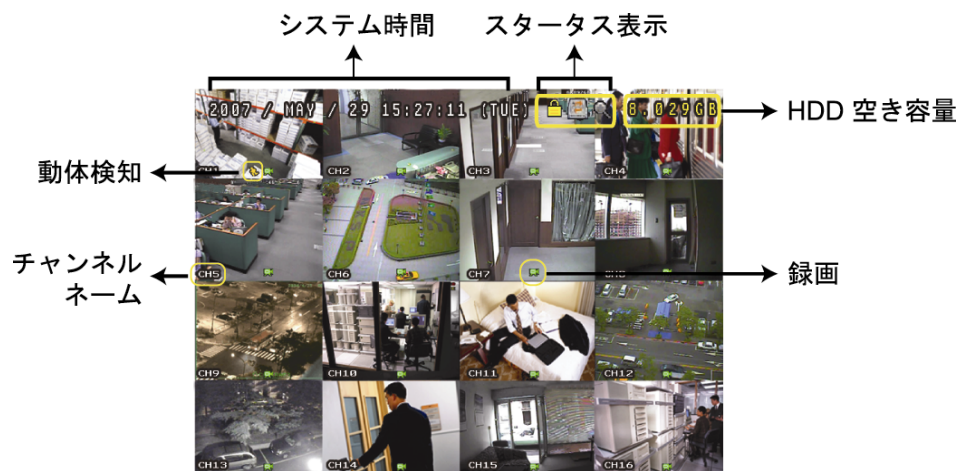 システム時間
スタータス表示
2007 / MAY / 29 15:27:11 (TUE)
8.029GB
HDD 空き容量
動体検知
CH1
CH2
CH3
CH4
チャンネル
ネーム
CH5
CH6
CH7
録画
CH9
CH10
CH11
CH12
CH13
CH14
CH15
CH16